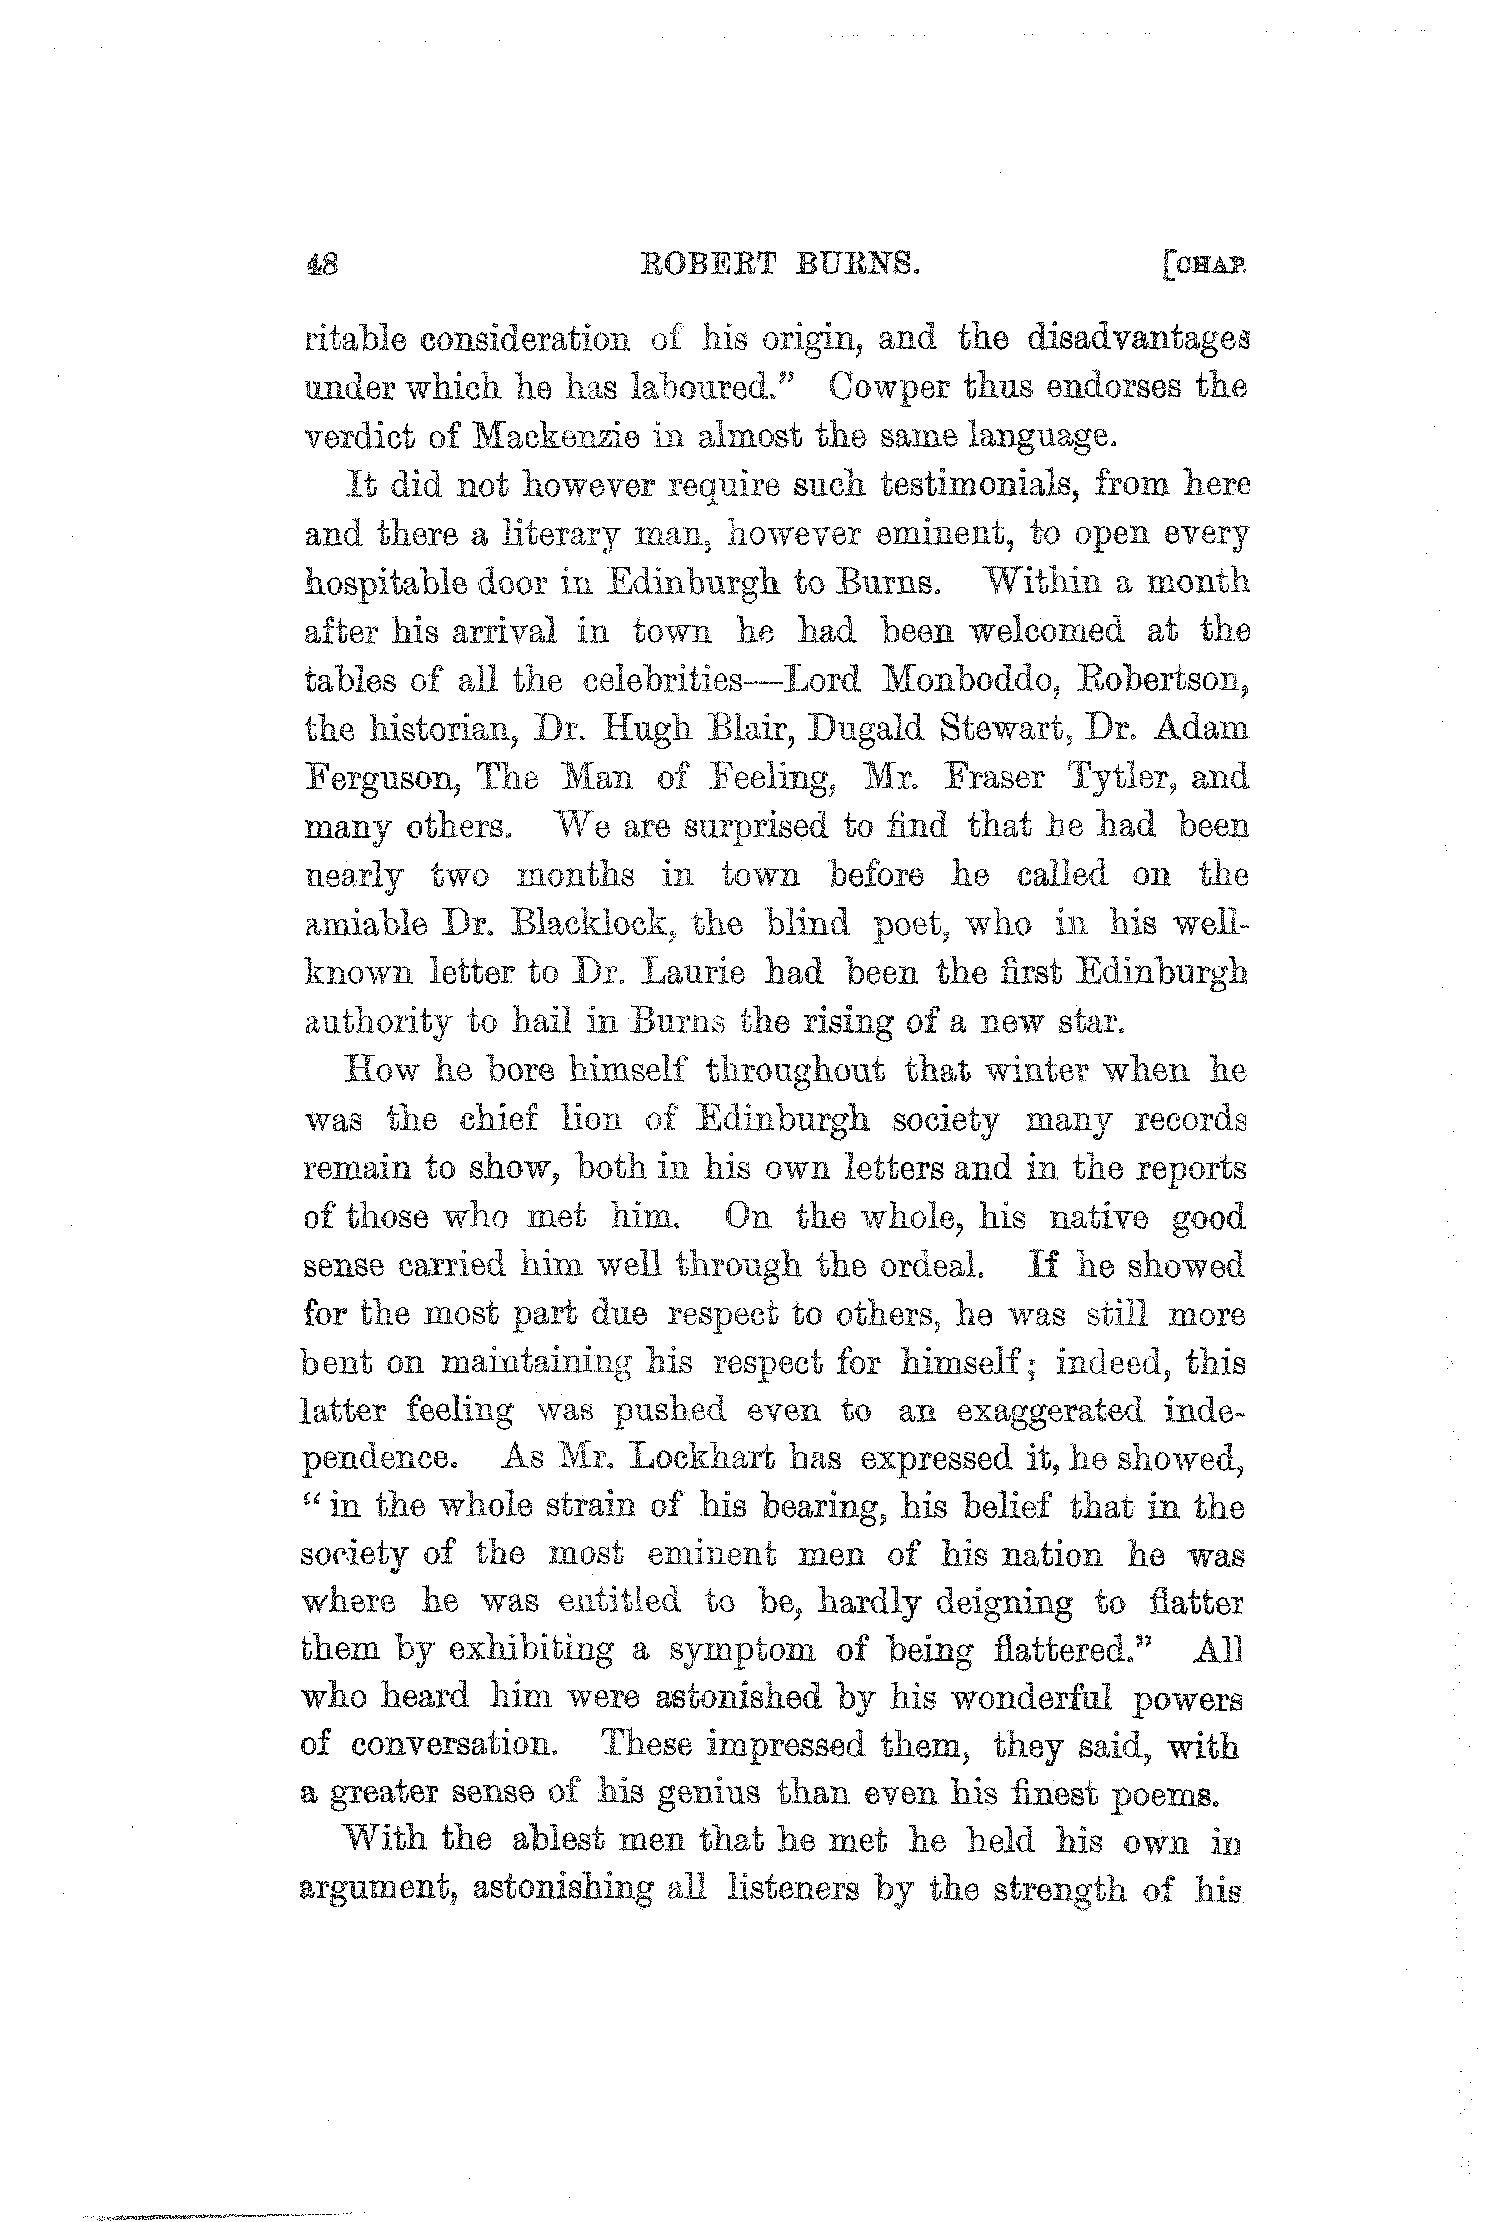 48 ROBERT BURNS. [CHAP.
ritable consideration of his origin, and the disadvantages
under which he has laboured.” Cowper thus endorses the
verdict of Mackenzie in almost the same language.
It did not however require such testimonials, from here
and there a literary man, however eminent, to open every
hospitable door in Edinburgh to Burns. Within a month
after his arrival in town he had been welcomed at the
tables of all the celebrities—Lord Monboddo, Robertson,
the historian, Dr. Hugh Blair, Dugald Stewart, Dr. Adam
Ferguson, The Man of Feeling, Mr. Fraser Tytler, and
many others. We are surprised to find that he had been
nearly two months in town before he called on the
amiable Dr. Blacklock, the blind poet, who in his well-
known letter to Dr. Laurie had been the first Edinburgh
authority to hail in Burns the rising of a new star.
How he bore himself throughout that winter when he
was the chief lion of Edinburgh society many records
remain to show, both in his own letters and in the reports
of those who met him. On the whole, his native good
sense carried him well through the ordeal. If he showed
for the most part due respect to others, he was still more
bent on maintaining his respect for himself; indeed, this
latter feeling was pushed even to an exaggerated inde-
pendence. As Mr. Lockhart has expressed it, he showed,
“in the whole strain of his bearing, his belief that in the
society of the most eminent men of his nation he was
where he was entitled to be, hardly deigning to flatter
them by exhibiting a symptom of being flattered.” All
who heard him were astonished by his wonderful powers
of conversation. These impressed them, they said, with
a greater sense of his genius than even his finest poems.
With the ablest men that he met he held his own in
argument, astonishing all listeners by the strength of his